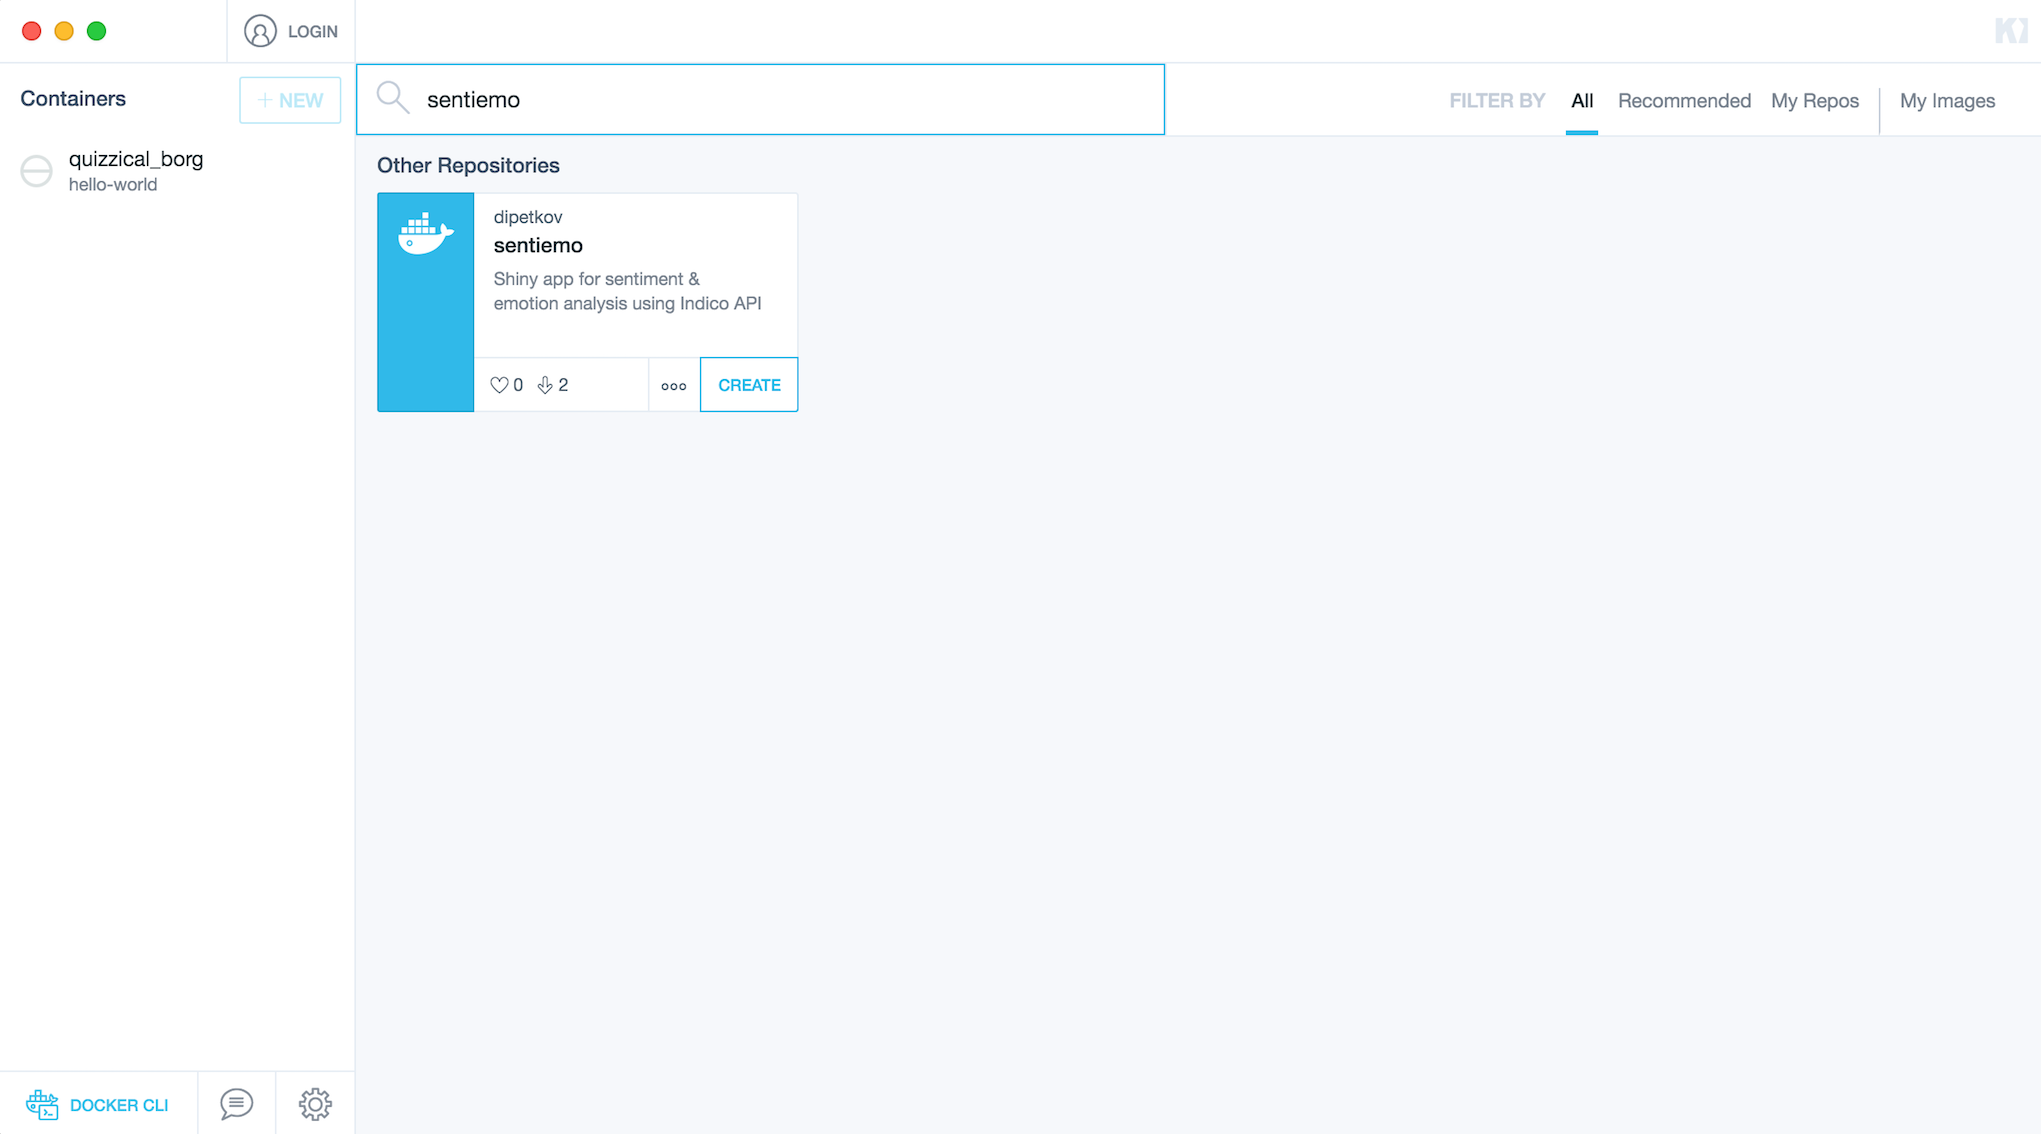 LOGIN
Containers
+ NEW
quizzical_borg
hello-world
sentiemo
FILTER BY All Recommended My Repos My Images
Other Repositories
dipetkov
sentiemo
Shiny app for sentiment &
emotion analysis using Indico API
0 2
CREATE
DOCKER CLI